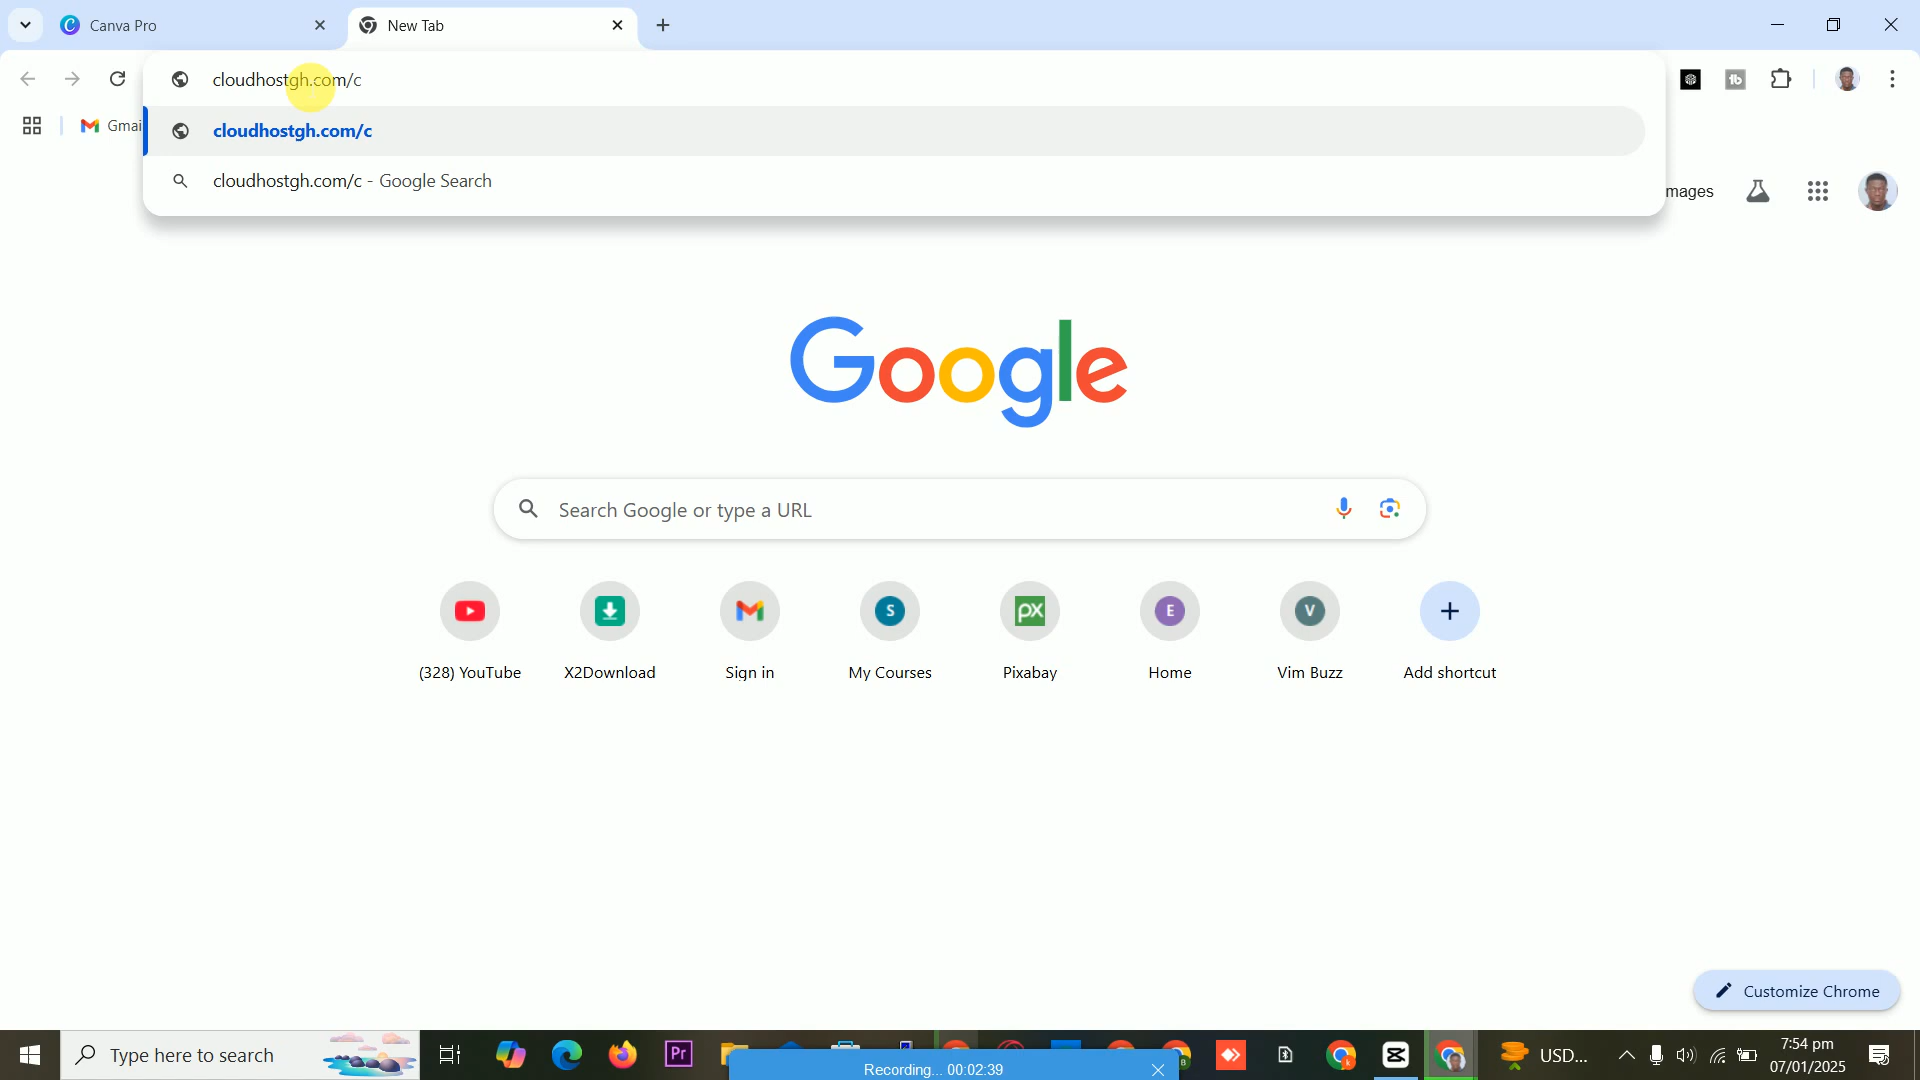 Canva Pro
New Tab
cloudhostgh.com/c
Gmai
cloudhostgh.com/c
cloudhostgh.com/c - Google Search
mages
Google
Search Google or type a URL
S
px
E
V
(328) YouTube
X2Download
Sign in
My Courses
Pixabay
Home
Vim Buzz
Add shortcut
Customize Chrome
Type here to search
Pr
USD...
7:54 pm
07/01/2025
Recording... 00:02:39